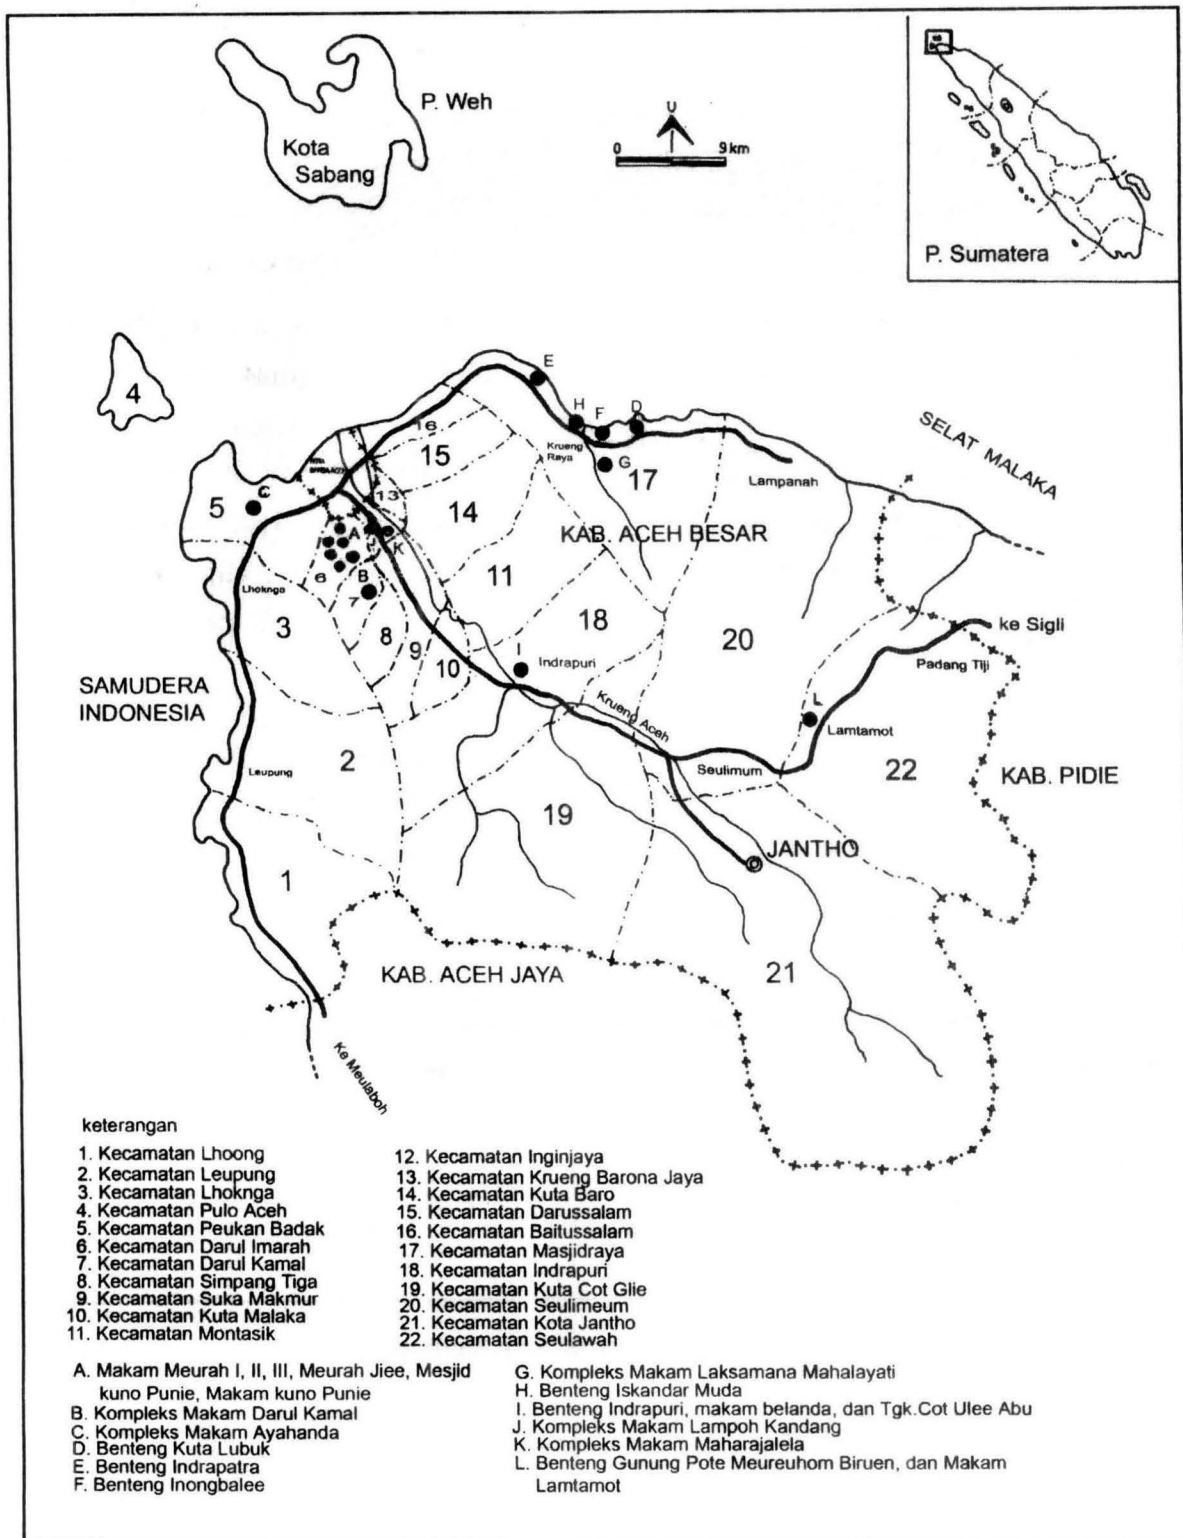 P. Weh
Kota
Sabang
U
0 9 km
P. Sumatera
4
E
H F D
16
15
Krueng
Raya
G
17
SELAT MALAKA
Lampanah
5
C
13
14
KAB. ACEH BESAR
A
K
6
B
7
11
Lhoknga
3
8
9
10
18
20
ke Sigli
Padang Tiji
I
Indrapuri
SAMUDERA
INDONESIA
Krueng Aceh
L
Lamtamot
2
Leupung
Seulimum
22
KAB. PIDIE
19
JANTHO
1
KAB. ACEH JAYA
21
Ke Meulaboh
keterangan
1. Kecamatan Lhoong
2. Kecamatan Leupung
3. Kecamatan Lhoknga
4. Kecamatan Pulo Aceh
5. Kecamatan Peukan Badak
6. Kecamatan Darul Imarah
7. Kecamatan Darul Kamal
8. Kecamatan Simpang Tiga
9. Kecamatan Suka Makmur
10. Kecamatan Kuta Malaka
11. Kecamatan Montasik
12. Kecamatan Inginjaya
13. Kecamatan Krueng Barona Jaya
14. Kecamatan Kuta Baro
15. Kecamatan Darussalam
16. Kecamatan Baitussalam
17. Kecamatan Masjidraya
18. Kecamatan Indrapuri
19. Kecamatan Kuta Cot Glie
20. Kecamatan Seulimeum
21. Kecamatan Kota Jantho
22. Kecamatan Seulawah
A. Makam Meurah I, II, III, Meurah Jiee, Mesjid
kuno Punie, Makam kuno Punie
B. Kompleks Makam Darul Kamal
C. Kompleks Makam Ayahanda
D. Benteng Kuta Lubuk
E. Benteng Indrapatra
F. Benteng Inongbalee
G. Kompleks Makam Laksamana Mahalayati
H. Benteng Iskandar Muda
I. Benteng Indrapuri, makam belanda, dan Tgk.Cot Ulee Abu
J. Kompleks Makam Lampoh Kandang
K. Kompleks Makam Maharajalela
L. Benteng Gunung Pote Meureuhom Biruen, dan Makam
Lamtamot